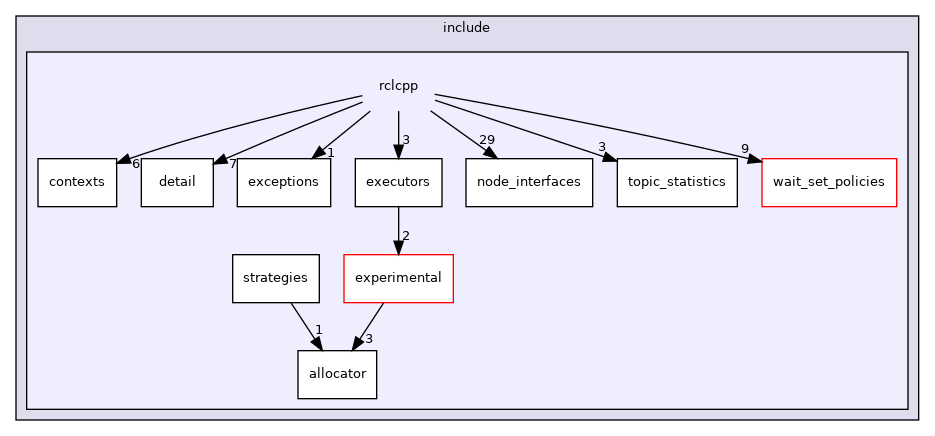 include
rclcpp
3
29
3
9
6
7
1
contexts
detail
exceptions
executors
node_interfaces
topic_statistics
wait_set_policies
2
strategies
experimental
1
3
allocator